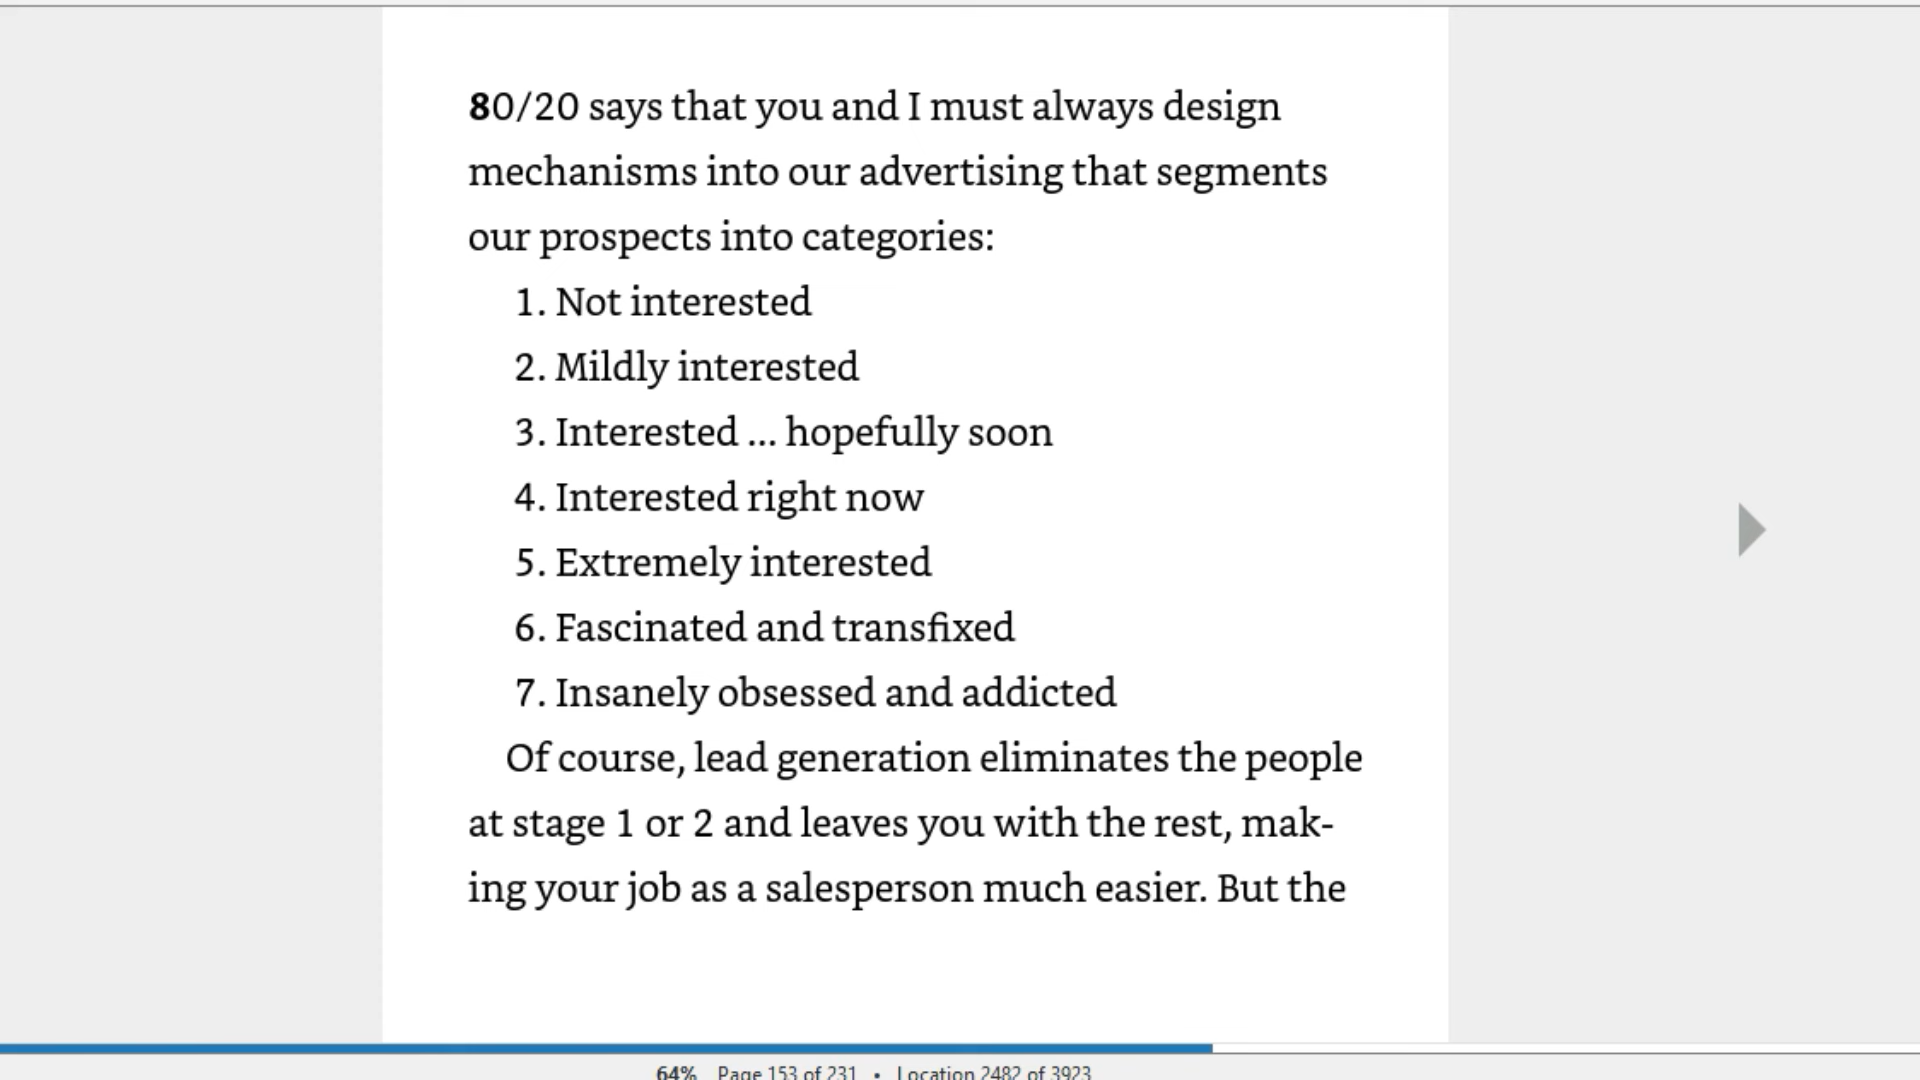 80/20 says that you and I must always design
mechanisms into our advertising that segments
our prospects into categories:
1. Not interested
2. Mildly interested
3. Interested ... hopefully soon
4. Interested right now
5. Extremely interested
6. Fascinated and transfixed
7. Insanely obsessed and addicted
Of course, lead generation eliminates the people
at stage 1 or 2 and leaves you with the rest, mak-
ing your job as a salesperson much easier. But the
64% Page 153 of 231 • Location 2482 of 3923